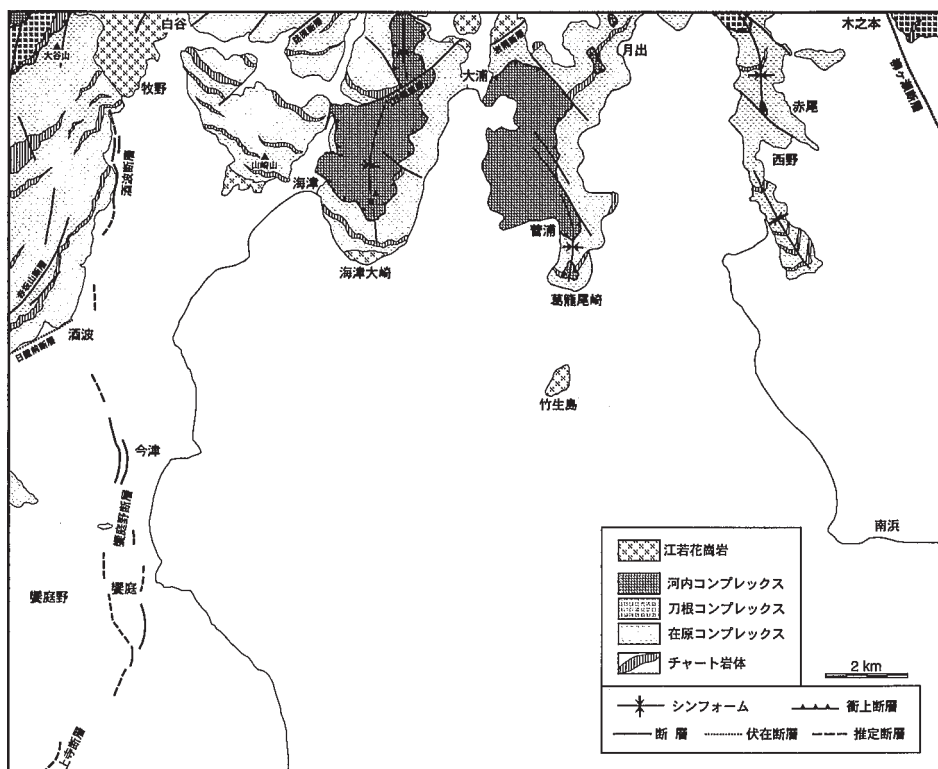 白谷
木之本
大谷山
月出
大浦
牧野
赤尾
酒波断層
西野
山崎山
海津
菅浦
海津大崎
葛籠尾崎
酒波
竹生島
今津
饗庭野断層
南浜
饗庭
饗庭野
上寺断層
江若花崗岩
河内コンプレックス
刀根コンプレックス
在原コンプレックス
チャート岩体
2 km
シンフォーム
衝上断層
断 層
伏在断層
推定断層